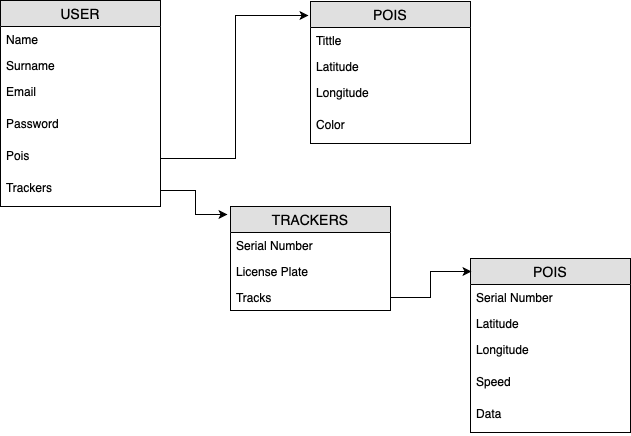 USER
Name
Surname
Email
Password
Pois
Trackers
POIS
Tittle
Latitude
Longitude
Color
TRACKERS
Serial Number
License Plate
Tracks
POIS
Serial Number
Latitude
Longitude
Speed
Data